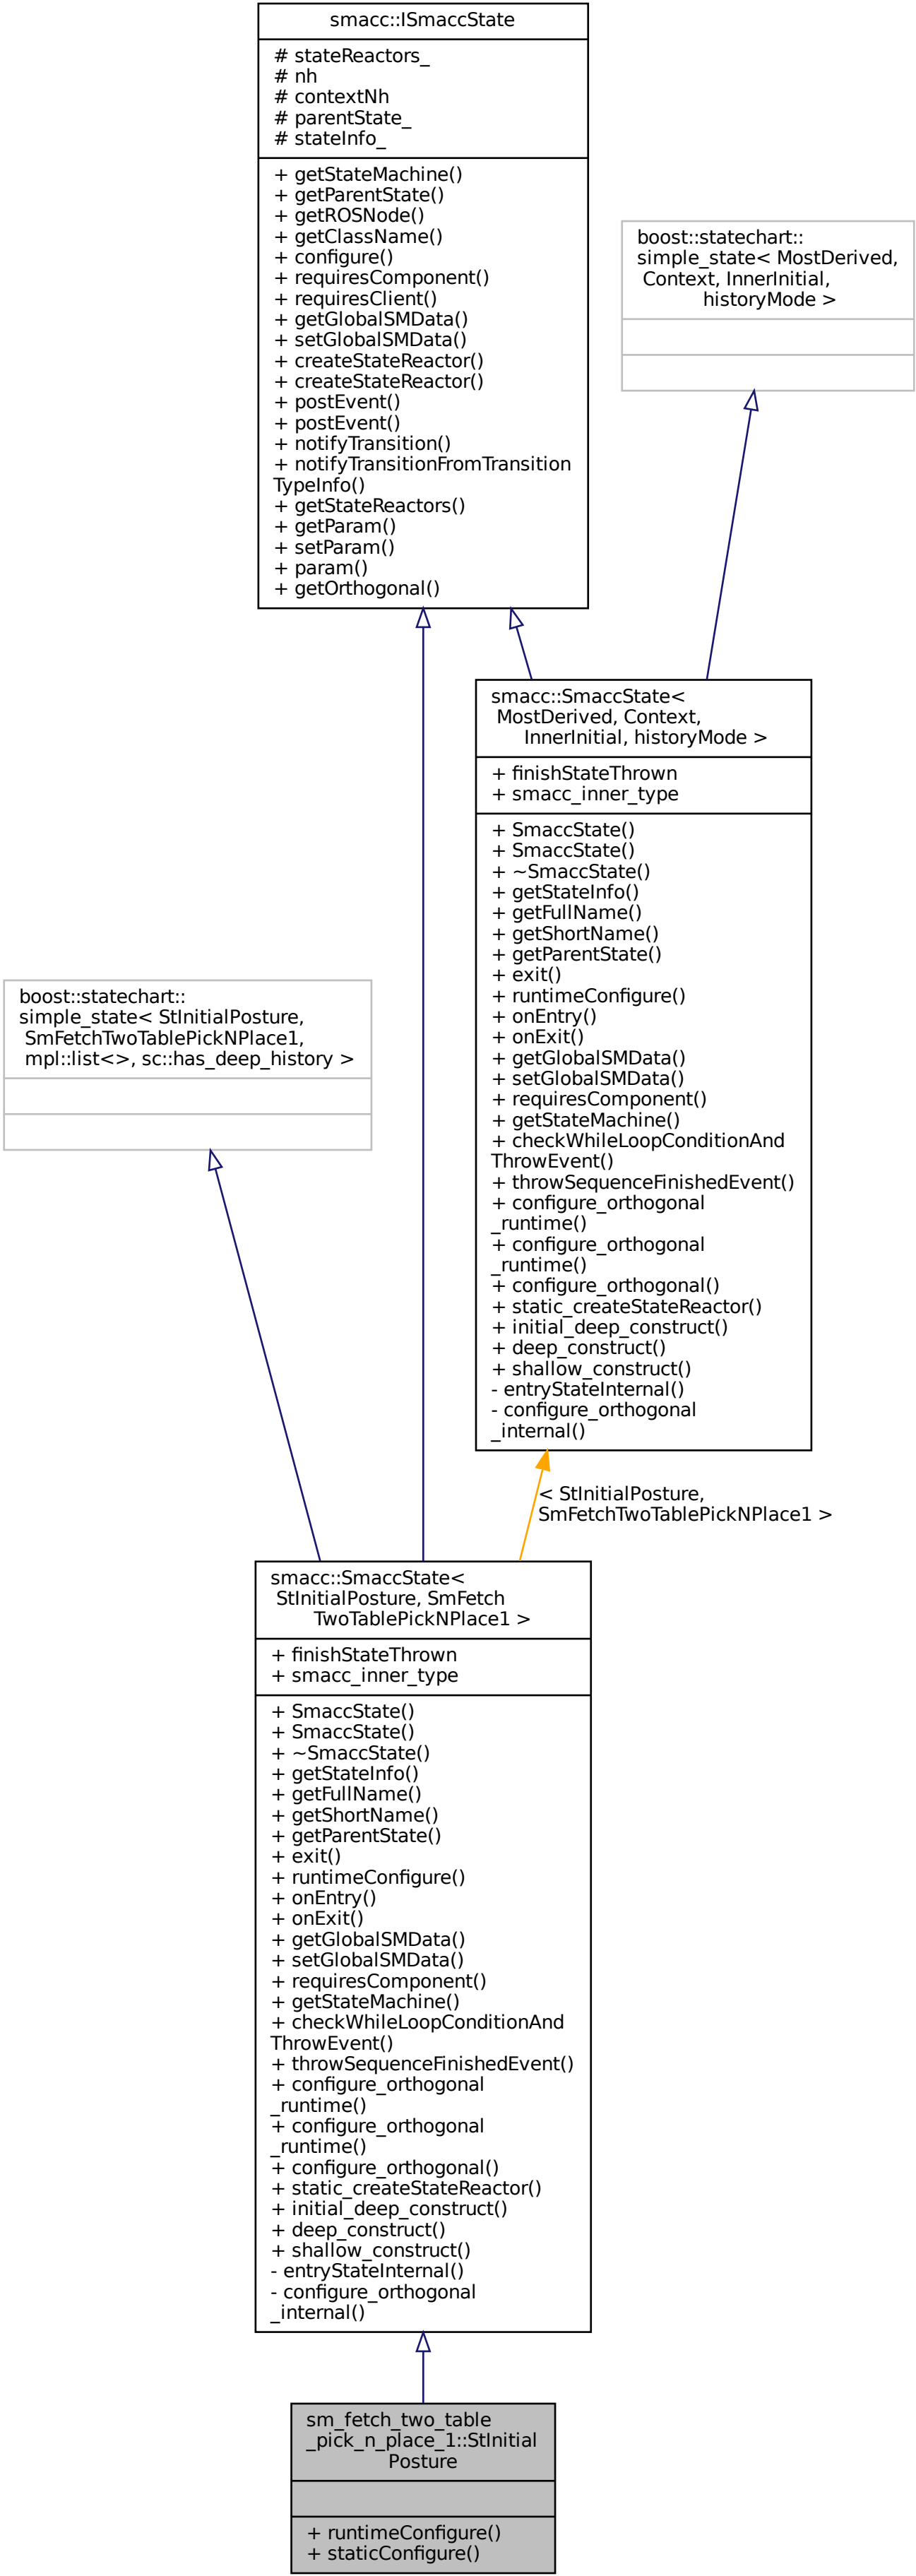 smacc::ISmaccState
# stateReactors_
# nh
# contextNh
# parentState_
# stateInfo_
+ getStateMachine()
+ getParentState()
+ getROSNode()
+ getClassName()
+ configure()
+ requiresComponent()
+ requiresClient()
+ getGlobalSMData()
+ setGlobalSMData()
+ createStateReactor()
+ createStateReactor()
+ postEvent()
+ postEvent()
+ notifyTransition()
+ notifyTransitionFromTransition
TypeInfo()
+ getStateReactors()
+ getParam()
+ setParam()
+ param()
+ getOrthogonal()
boost::statechart::
simple_state< MostDerived,
Context, InnerInitial,
historyMode >
smacc::SmaccState<
MostDerived, Context,
InnerInitial, historyMode >
+ finishStateThrown
+ smacc_inner_type
+ SmaccState()
+ SmaccState()
+ ~SmaccState()
+ getStateInfo()
+ getFullName()
+ getShortName()
+ getParentState()
+ exit()
+ runtimeConfigure()
+ onEntry()
+ onExit()
+ getGlobalSMData()
+ setGlobalSMData()
+ requiresComponent()
+ getStateMachine()
+ checkWhileLoopConditionAnd
ThrowEvent()
+ throwSequenceFinishedEvent()
+ configure_orthogonal
_runtime()
+ configure_orthogonal
_runtime()
+ configure_orthogonal()
+ static_createStateReactor()
+ initial_deep_construct()
+ deep_construct()
+ shallow_construct()
- entryStateInternal()
- configure_orthogonal
_internal()
boost::statechart::
simple_state< StInitialPosture,
SmFetchTwoTablePickNPlace1,
mpl::list<>, sc::has_deep_history >
< StInitialPosture,
SmFetchTwoTablePickNPlace1 >
smacc::SmaccState<
StInitialPosture, SmFetch
TwoTablePickNPlace1 >
+ finishStateThrown
+ smacc_inner_type
+ SmaccState()
+ SmaccState()
+ ~SmaccState()
+ getStateInfo()
+ getFullName()
+ getShortName()
+ getParentState()
+ exit()
+ runtimeConfigure()
+ onEntry()
+ onExit()
+ getGlobalSMData()
+ setGlobalSMData()
+ requiresComponent()
+ getStateMachine()
+ checkWhileLoopConditionAnd
ThrowEvent()
+ throwSequenceFinishedEvent()
+ configure_orthogonal
_runtime()
+ configure_orthogonal
_runtime()
+ configure_orthogonal()
+ static_createStateReactor()
+ initial_deep_construct()
+ deep_construct()
+ shallow_construct()
- entryStateInternal()
- configure_orthogonal
_internal()
sm_fetch_two_table
_pick_n_place_1::StInitial
Posture
+ runtimeConfigure()
+ staticConfigure()